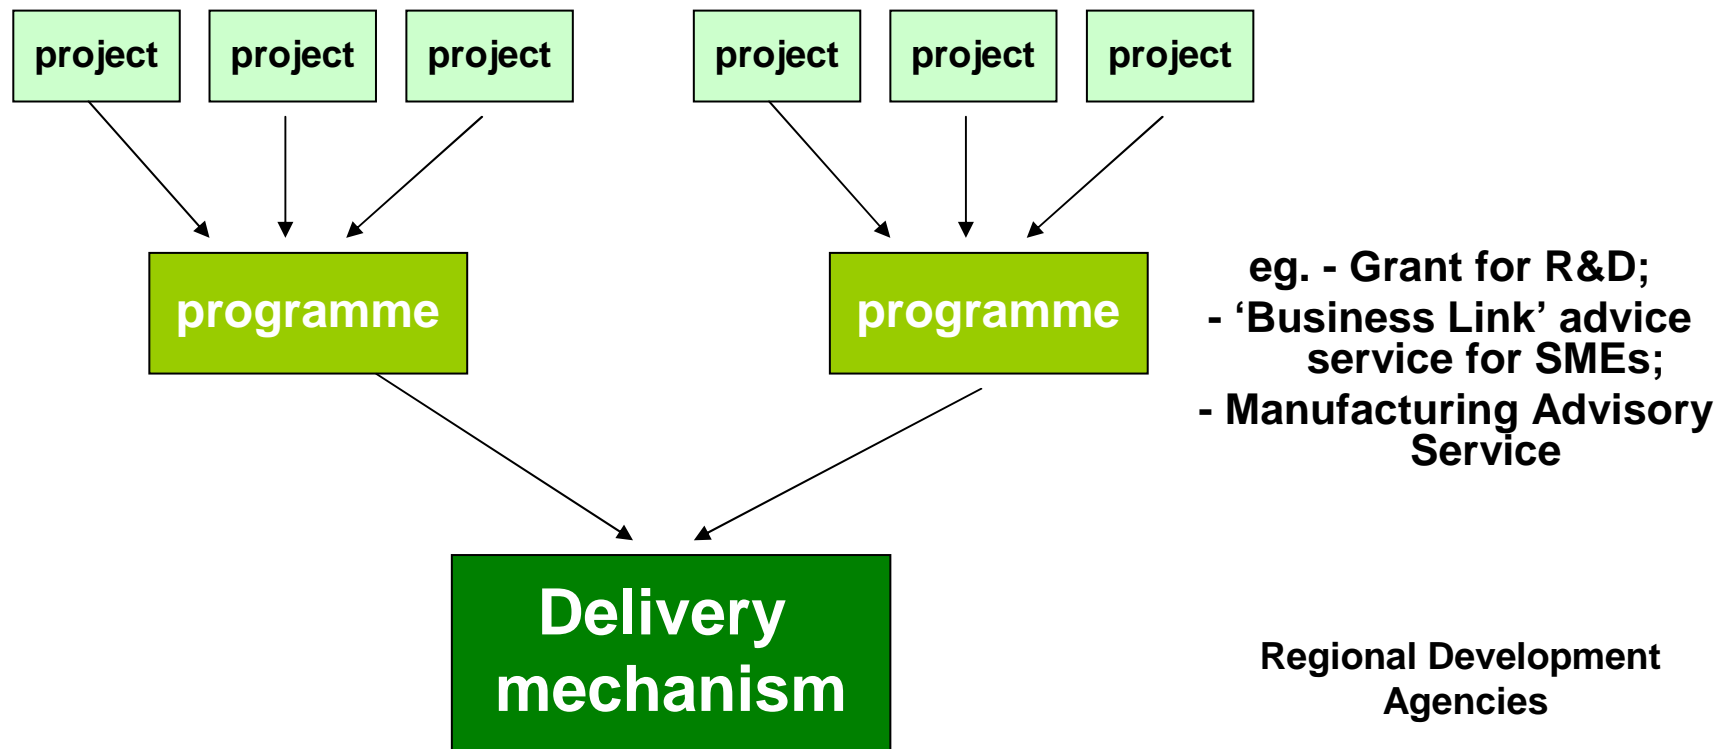 project
project
project
project
project
project
programme
programme
eg. - Grant for R&D;
- ‘Business Link’ advice
service for SMEs;
- Manufacturing Advisory
Service
Delivery
mechanism
Regional Development
Agencies